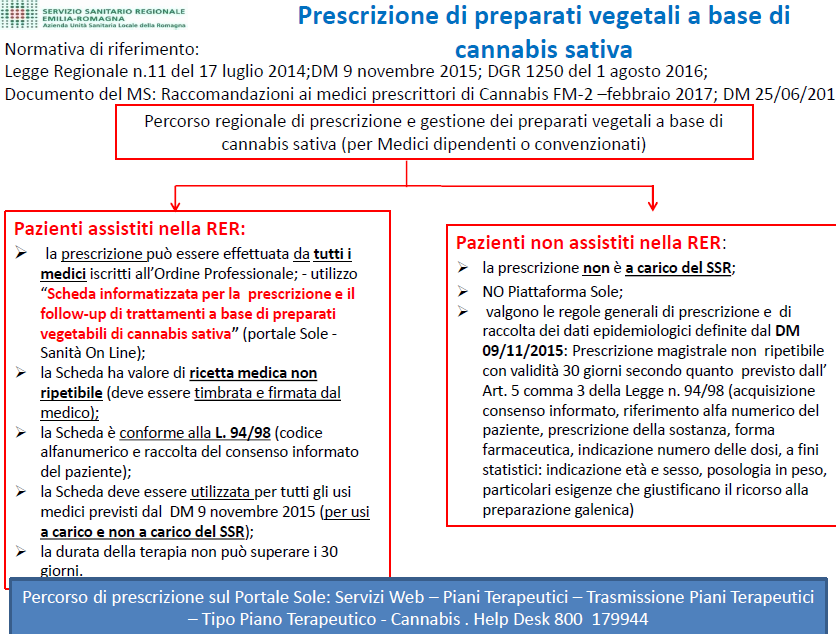 SERVIZIO SANITARIO REGIONALE
EMILIA-ROMAGNA
Azienda Unità Sanitaria Locale della Romagna
Prescrizione di preparati vegetali a base di
cannabis sativa
Normativa di riferimento:
Legge Regionale n.11 del 17 luglio 2014;DM 9 novembre 2015; DGR 1250 del 1 agosto 2016;
Documento del MS: Raccomandazioni ai medici prescrittori di Cannabis FM-2 –febbraio 2017; DM 25/06/201
Percorso regionale di prescrizione e gestione dei preparati vegetali a base di
cannabis sativa (per Medici dipendenti o convenzionati)
Pazienti assistiti nella RER:
➢ la prescrizione può essere effettuata da tutti i
medici iscritti all’Ordine Professionale; - utilizzo
“Scheda informatizzata per la prescrizione e il
follow-up di trattamenti a base di preparati
vegetabili di cannabis sativa” (portale Sole -
Sanità On Line);
➢ la Scheda ha valore di ricetta medica non
ripetibile (deve essere timbrata e firmata dal
medico);
➢ la Scheda è conforme alla L. 94/98 (codice
alfanumerico e raccolta del consenso informato
del paziente);
➢ la Scheda deve essere utilizzata per tutti gli usi
medici previsti dal DM 9 novembre 2015 (per usi
a carico e non a carico del SSR);
➢ la durata della terapia non può superare i 30
giorni.
Pazienti non assistiti nella RER:
➢ la prescrizione non è a carico del SSR;
➢ NO Piattaforma Sole;
➢ valgono le regole generali di prescrizione e di
raccolta dei dati epidemiologici definite dal DM
09/11/2015: Prescrizione magistrale non ripetibile
con validità 30 giorni secondo quanto previsto dall’
Art. 5 comma 3 della Legge n. 94/98 (acquisizione
consenso informato, riferimento alfa numerico del
paziente, prescrizione della sostanza, forma
farmaceutica, indicazione numero delle dosi, a fini
statistici: indicazione età e sesso, posologia in peso,
particolari esigenze che giustificano il ricorso alla
preparazione galenica)
Percorso di prescrizione sul Portale Sole: Servizi Web – Piani Terapeutici – Trasmissione Piani Terapeutici
– Tipo Piano Terapeutico - Cannabis . Help Desk 800 179944